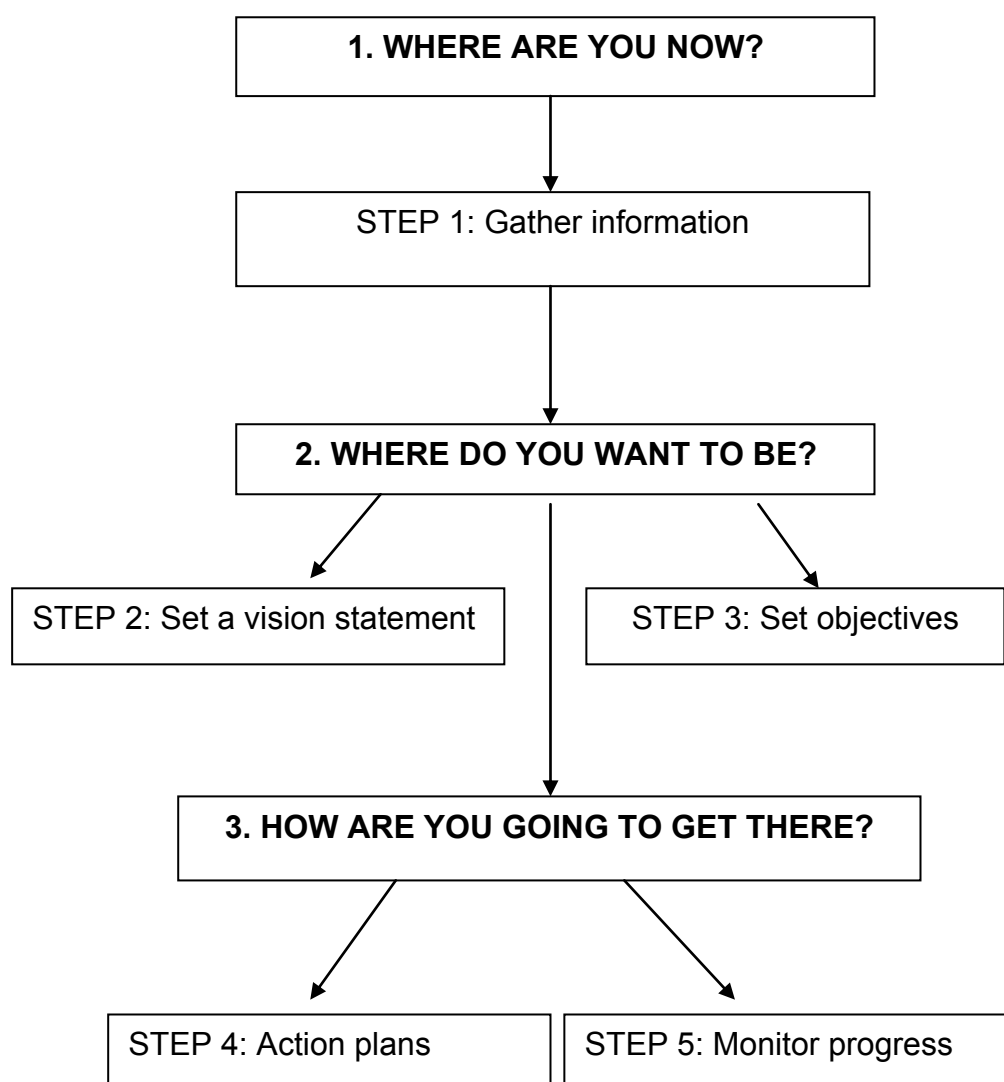 1. WHERE ARE YOU NOW?
STEP 1: Gather information
2. WHERE DO YOU WANT TO BE?
STEP 2: Set a vision statement
STEP 3: Set objectives
3. HOW ARE YOU GOING TO GET THERE?
STEP 4: Action plans
STEP 5: Monitor progress